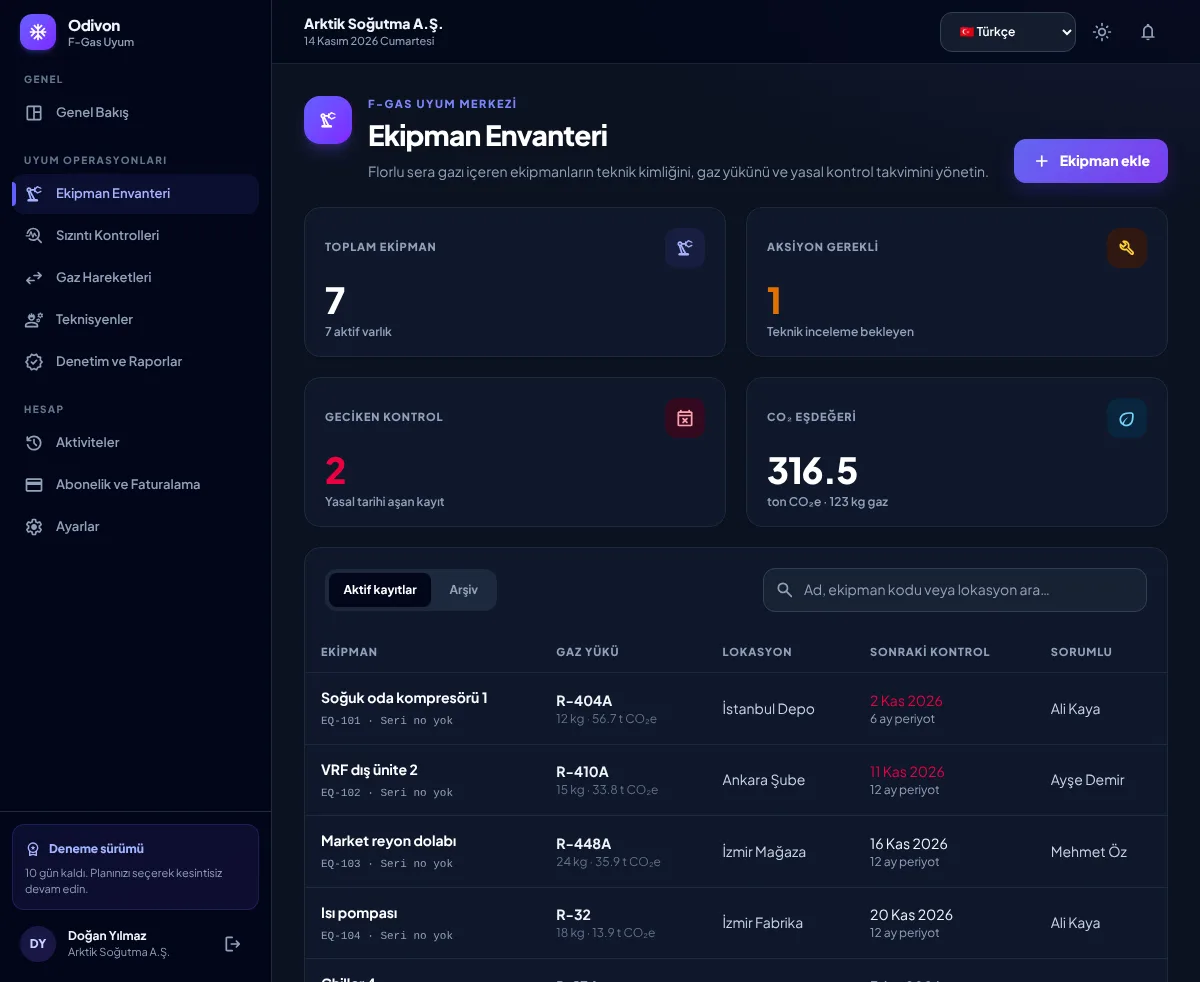 Odivon
F-Gas Uyum
GENEL
Genel Bakış
UYUM OPERASYONLARI
Ekipman Envanteri
Sızıntı Kontrolleri
Gaz Hareketleri
Teknisyenler
Denetim ve Raporlar
HESAP
Aktiviteler
Abonelik ve Faturalama
Ayarlar
Deneme sürümü
10 gün kaldı. Planınızı seçerek kesintisiz
devam edin.
DY
Doğan Yılmaz
Arktik Soğutma A.Ş.
Arktik Soğutma A.Ş.
14 Kasım 2026 Cumartesi
Türkçe
F-GAS UYUM MERKEZİ
Ekipman Envanteri
Florlu sera gazı içeren ekipmanların teknik kimliğini, gaz yükünü ve yasal kontrol takvimini yönetin.
Ekipman ekle
TOPLAM EKİPMAN
7
7 aktif varlık
AKSİYON GEREKLİ
1
Teknik inceleme bekleyen
GECİKEN KONTROL
2
Yasal tarihi aşan kayıt
CO₂ EŞDEĞERİ
316.5
ton CO₂e · 123 kg gaz
Aktif kayıtlar
Arşiv
Ad, ekipman kodu veya lokasyon ara…
EKİPMAN GAZ YÜKÜ LOKASYON SONRAKİ KONTROL SORUMLU
Soğuk oda kompresörü 1
EQ-101 · Seri no yok
R-404A
12 kg · 56.7 t CO₂e
İstanbul Depo
2 Kas 2026
6 ay periyot
Ali Kaya
VRF dış ünite 2
EQ-102 · Seri no yok
R-410A
15 kg · 33.8 t CO₂e
Ankara Şube
11 Kas 2026
12 ay periyot
Ayşe Demir
Market reyon dolabı
EQ-103 · Seri no yok
R-448A
24 kg · 35.9 t CO₂e
İzmir Mağaza
16 Kas 2026
12 ay periyot
Mehmet Öz
Isı pompası
EQ-104 · Seri no yok
R-32
18 kg · 13.9 t CO₂e
İzmir Fabrika
20 Kas 2026
12 ay periyot
Ali Kaya